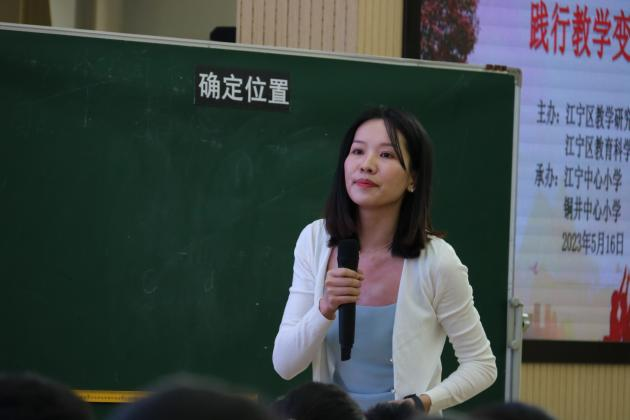 确定位置
践行教学变
主办：江宁区教学研究
江宁区教育科学
承办：江宁中心小学
铜井中心小学
2023年5月16日